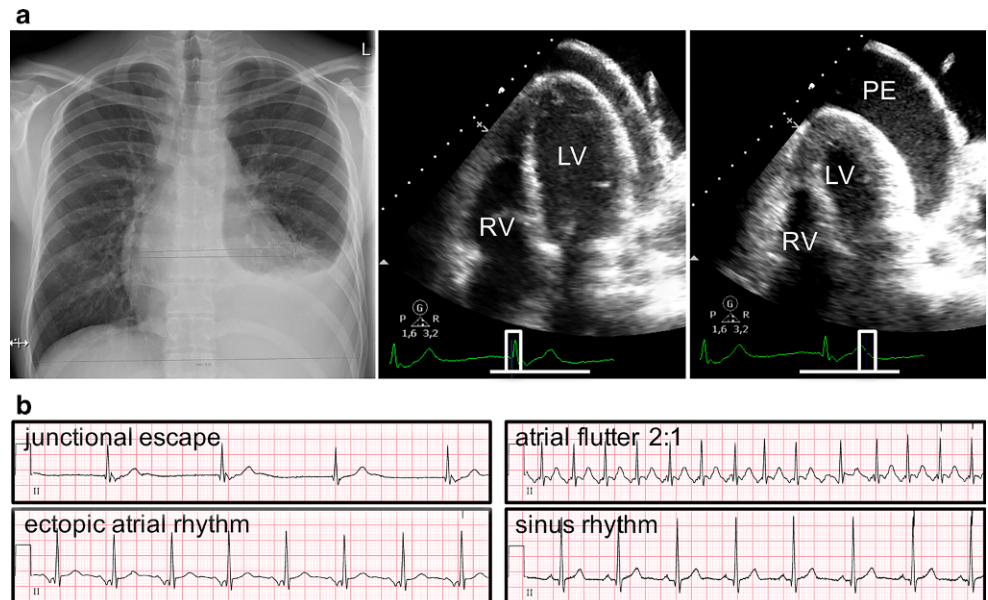 a
L
LV
RV
G
P R
1,6 3,2
PE
LV
RV
G
P R
1,6 3,2
b
junctional escape
II
atrial flutter 2:1
II
ectopic atrial rhythm
II
sinus rhythm
II